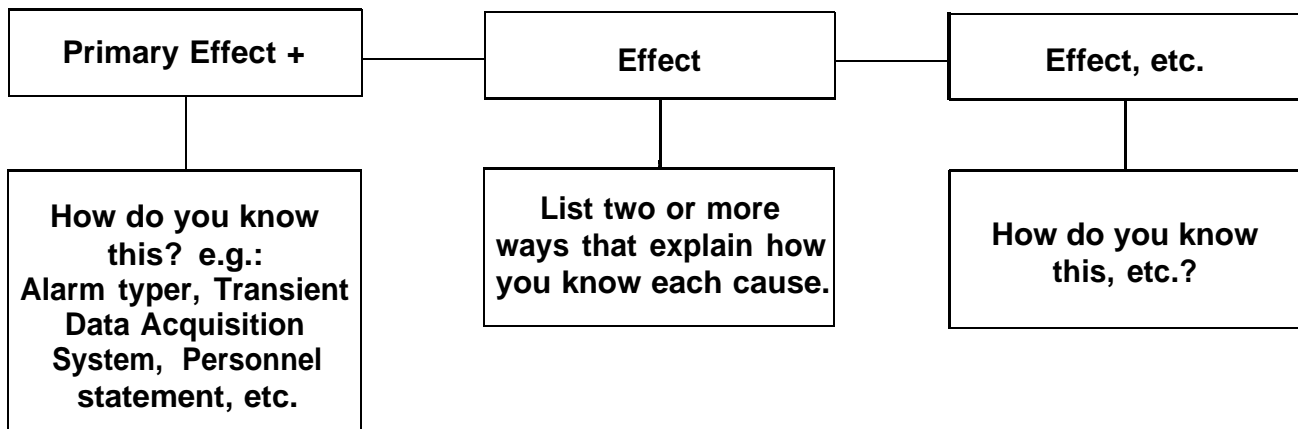 Primary Effect +
Effect
Effect, etc.
How do you know
this? e.g.:
Alarm typer, Transient
Data Acquisition
System, Personnel
statement, etc.
List two or more
ways that explain how
you know each cause.
How do you know
this, etc.?